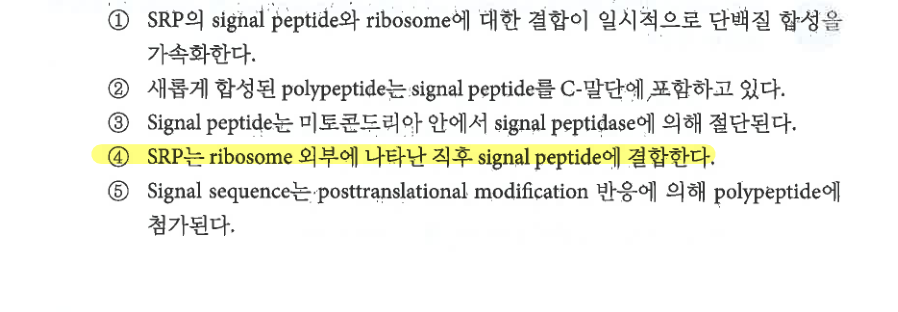 ① SRP의 signal peptide와 ribosome에 대한 결합이 일시적으로 단백질 합성을
가속화한다.
② 새롭게 합성된 polypeptide는 signal peptide를 C-말단에 포함하고 있다.
③ Signal peptide는 미토콘드리아 안에서 signal peptidase에 의해 절단된다.
④ SRP는 ribosome 외부에 나타난 직후 signal peptide에 결합한다.
⑤ Signal sequence는 posttranslational modification 반응에 의해 polypeptide에
첨가된다.